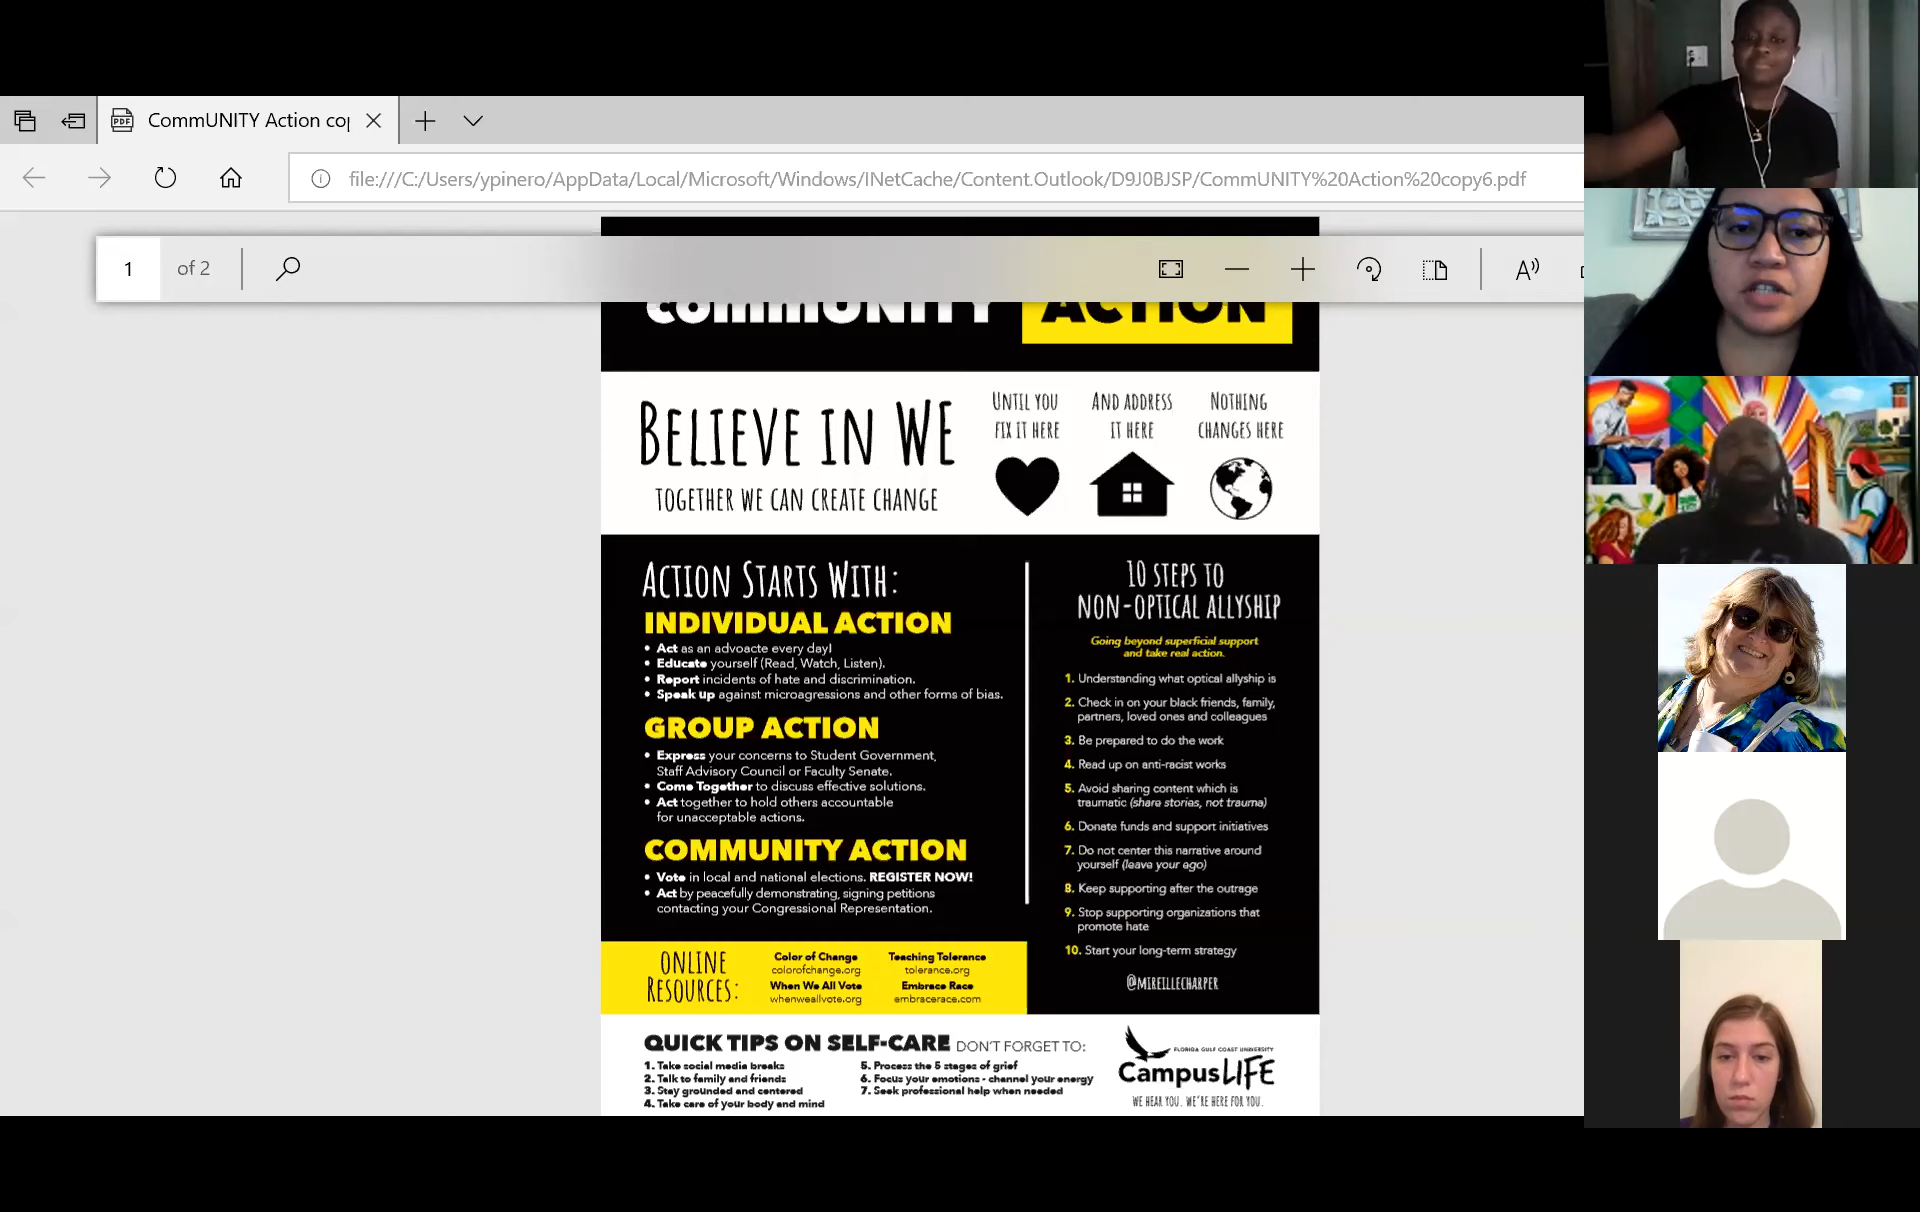 CommUNITY Action co
file:///C:/Users/ypinero/AppData/Local/Microsoft/Windows/INetCache/Content.Outlook/D9J0BJSP/CommUNITY%20Action%20copy6.pdf
1 of 2
commUNITY ACTION
BELIEVE IN WE
TOGETHER WE CAN CREATE CHANGE
UNTIL YOU
FIX IT HERE
AND ADDRESS
IT HERE
NOTHING
CHANGES HERE
ACTION STARTS WITH:
INDIVIDUAL ACTION
• Act as an advoacte every day!
• Educate yourself (Read, Watch, Listen).
• Report incidents of hate and discrimination.
• Speak up against microagressions and other forms of bias.
GROUP ACTION
• Express your concerns to Student Government,
Staff Advisory Council or Faculty Senate.
• Come Together to discuss effective solutions.
• Act together to hold others accountable
for unacceptable actions.
COMMUNITY ACTION
• Vote in local and national elections. REGISTER NOW!
• Act by peacefully demonstrating, signing petitions
contacting your Congressional Representation.
10 STEPS TO
NON-OPTICAL ALLYSHIP
Going beyond superficial support
and take real action.
1. Understanding what optical allyship is
2. Check in on your black friends, family,
partners, loved ones and colleagues
3. Be prepared to do the work
4. Read up on anti-racist works
5. Avoid sharing content which is
traumatic (share stories, not trauma)
6. Donate funds and support initiatives
7. Do not center this narrative around
yourself (leave your ego)
8. Keep supporting after the outrage
9. Stop supporting organizations that
promote hate
10. Start your long-term strategy
@MIREILLECHARPER
ONLINE
RESOURCES:
Color of Change
colorofchange.org
When We All Vote
whenweallvote.org
Teaching Tolerance
tolerance.org
Embrace Race
embracerace.com
QUICK TIPS ON SELF-CARE DON'T FORGET TO:
1. Take social media breaks
2. Talk to family and friends
3. Stay grounded and centered
4. Take care of your body and mind
5. Process the 5 stages of grief
6. Focus your emotions - channel your energy
7. Seek professional help when needed
FLORIDA GULF COAST UNIVERSITY
CampusLIFE
WE HEAR YOU. WE'RE HERE FOR YOU.